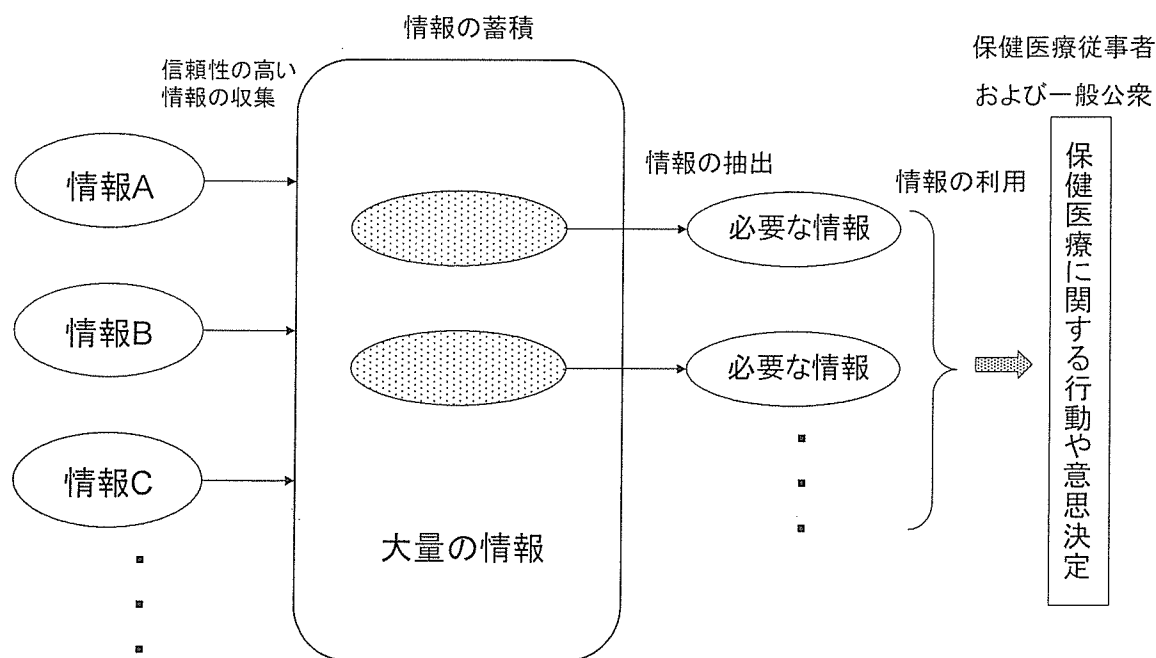 情報の蓄積
保健医療従事者
および一般公衆
信頼性の高い
情報の収集
情報A
情報B
情報C
大量の情報
情報の抽出
必要な情報
必要な情報
情報の利用
保健医療に関する行動や意思決定